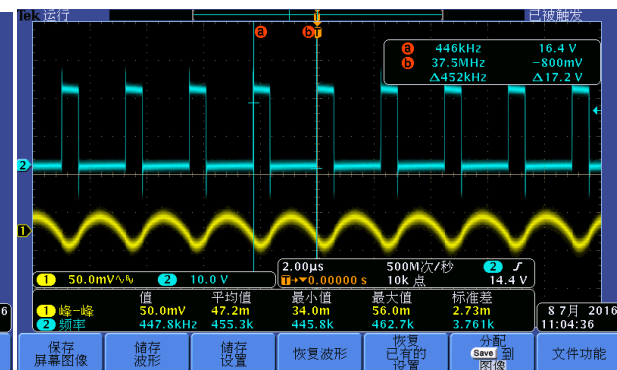 Tek 运行
已被触发
a 446kHz 16.4 V
b 37.5MHz −800mV
Δ452kHz Δ17.2 V
a b T
2
1
1 50.0mV 2 10.0 V
2.00μs 500M次/秒 2
T→▼0.00000 s 10k 点 14.4 V
值 平均值 最小值 最大值 标准差
1 峰−峰 50.0mV 47.2m 34.0m 56.0m 2.73m
2 频率 447.8kHz 455.3k 445.8k 462.7k 3.761k
6
8 7月 2016
11:04:36
保存
屏幕图像
储存
波形
储存
设置
恢复波形
恢复
已有的
设置
分配
Save 到
图像
文件功能